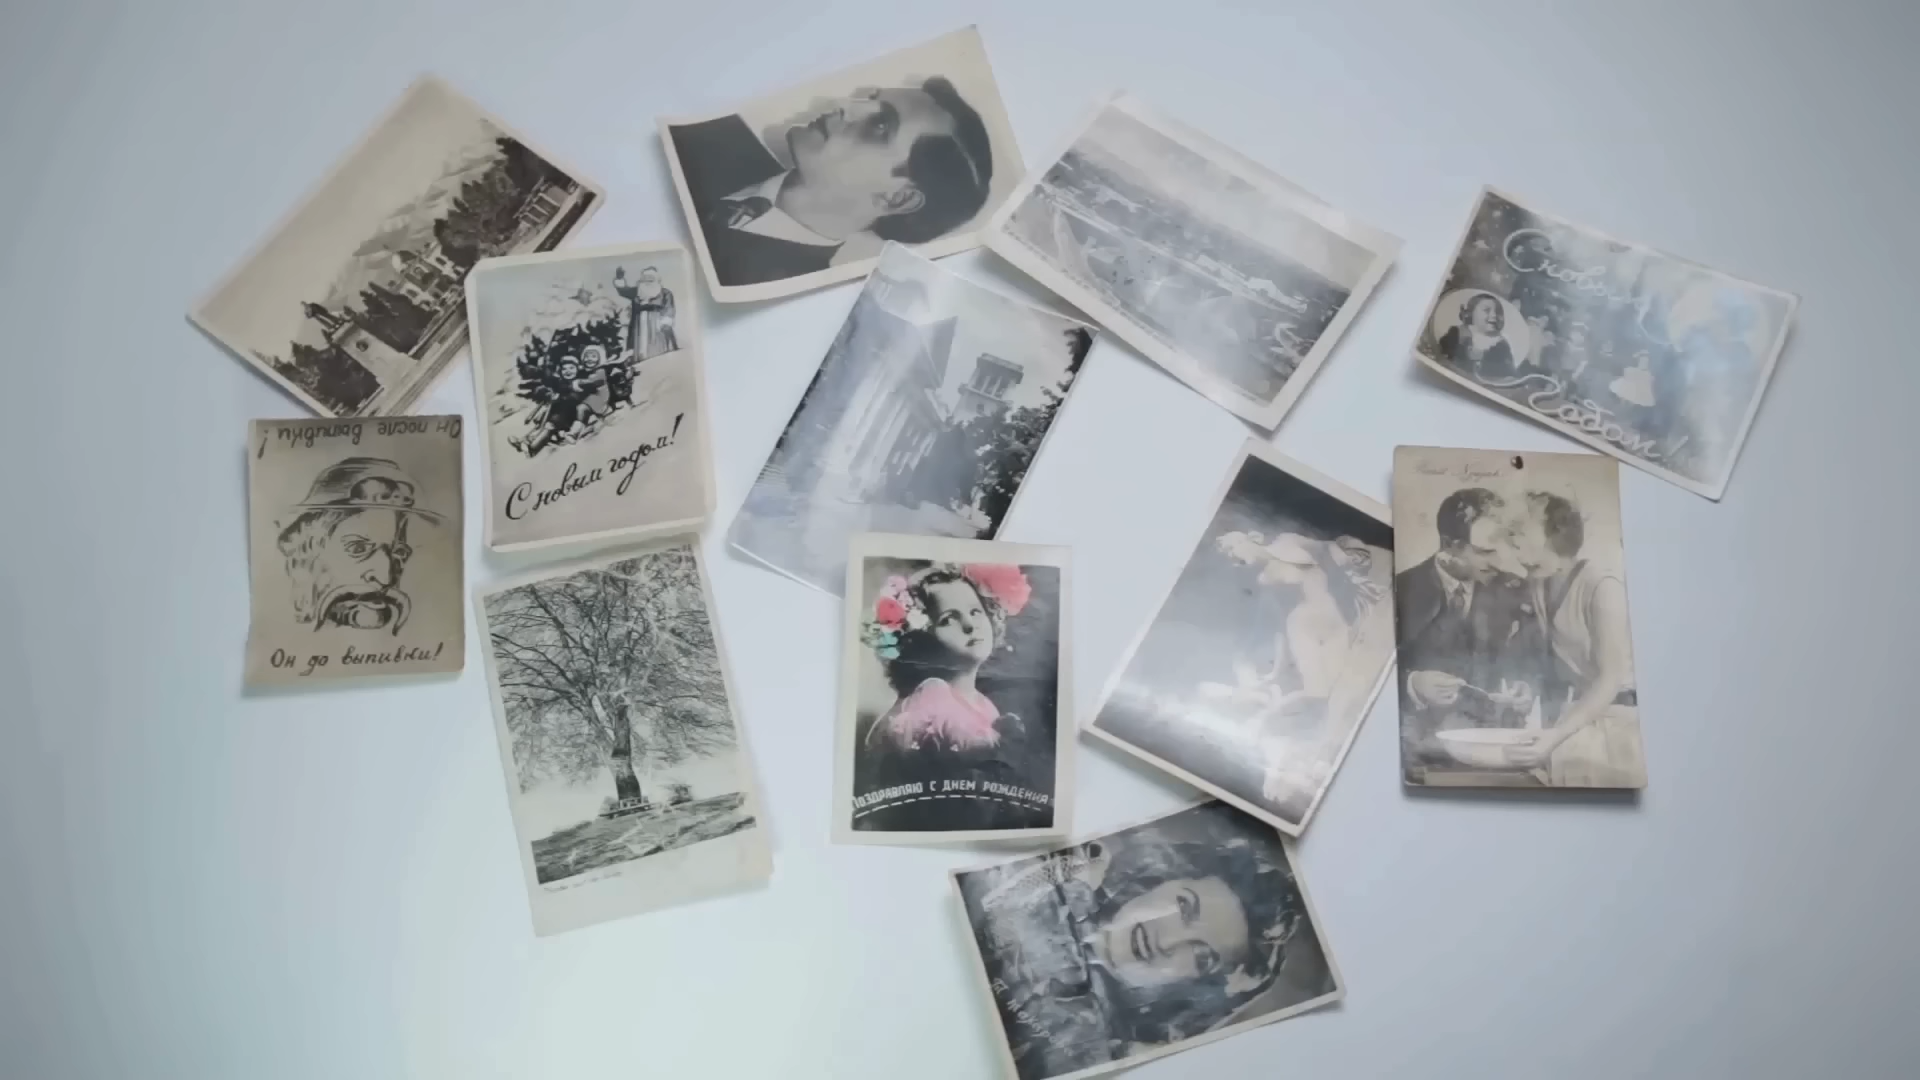 С новым
годом!
С новым годом!
Он после выпивки!
Он до выпивки!
ПОЗДРАВЛЯЮ С ДНЕМ РОЖДЕНИЯ